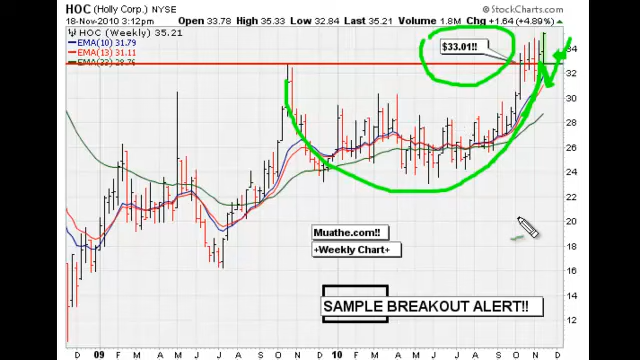 HOC (Holly Corp.) NYSE
© StockCharts.com
18-Nov-2010 3:12pm
Open 33.78 High 35.33 Low 32.84 Last 35.21 Volume 1.8M Chg +1.64 (+4.89%)
HOC (Weekly) 35.21
EMA(10) 31.79
EMA(13) 31.11
EMA(33) 28.76
$33.01!!
34
32
30
28
26
24
22
20
18
16
14
12
Muathe.com!!
+Weekly Chart+
SAMPLE BREAKOUT ALERT!!
D 09 F M A M J J A S O N D 10 F M A M J J A S O N D